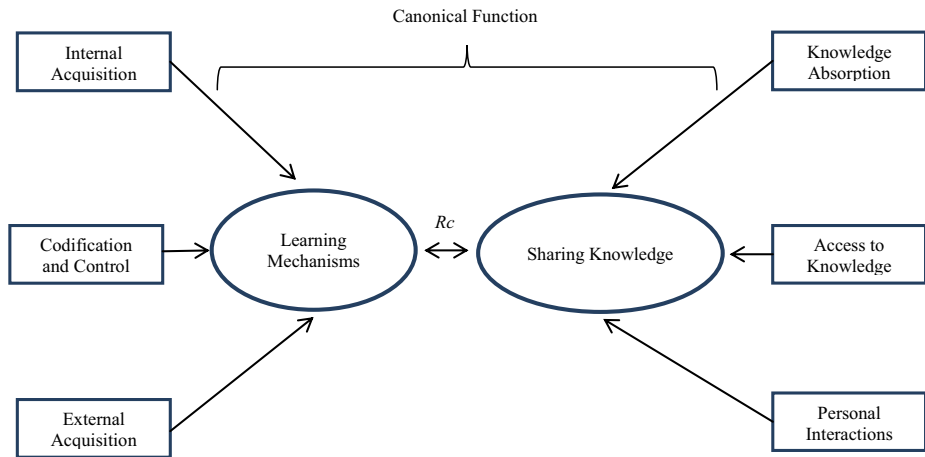 Canonical Function
Internal
Acquisition
Knowledge
Absorption
Codification
and Control
Learning
Mechanisms
Rc
Sharing Knowledge
Access to
Knowledge
External
Acquisition
Personal
Interactions